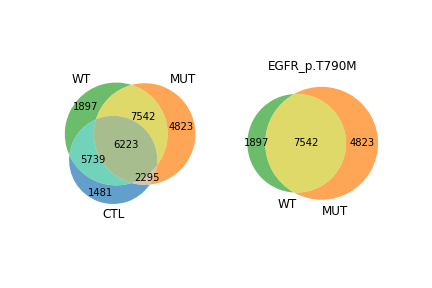 WT
MUT
1897
7542
4823
6223
5739
2295
1481
CTL
EGFR_p.T790M
1897
7542
4823
WT
MUT